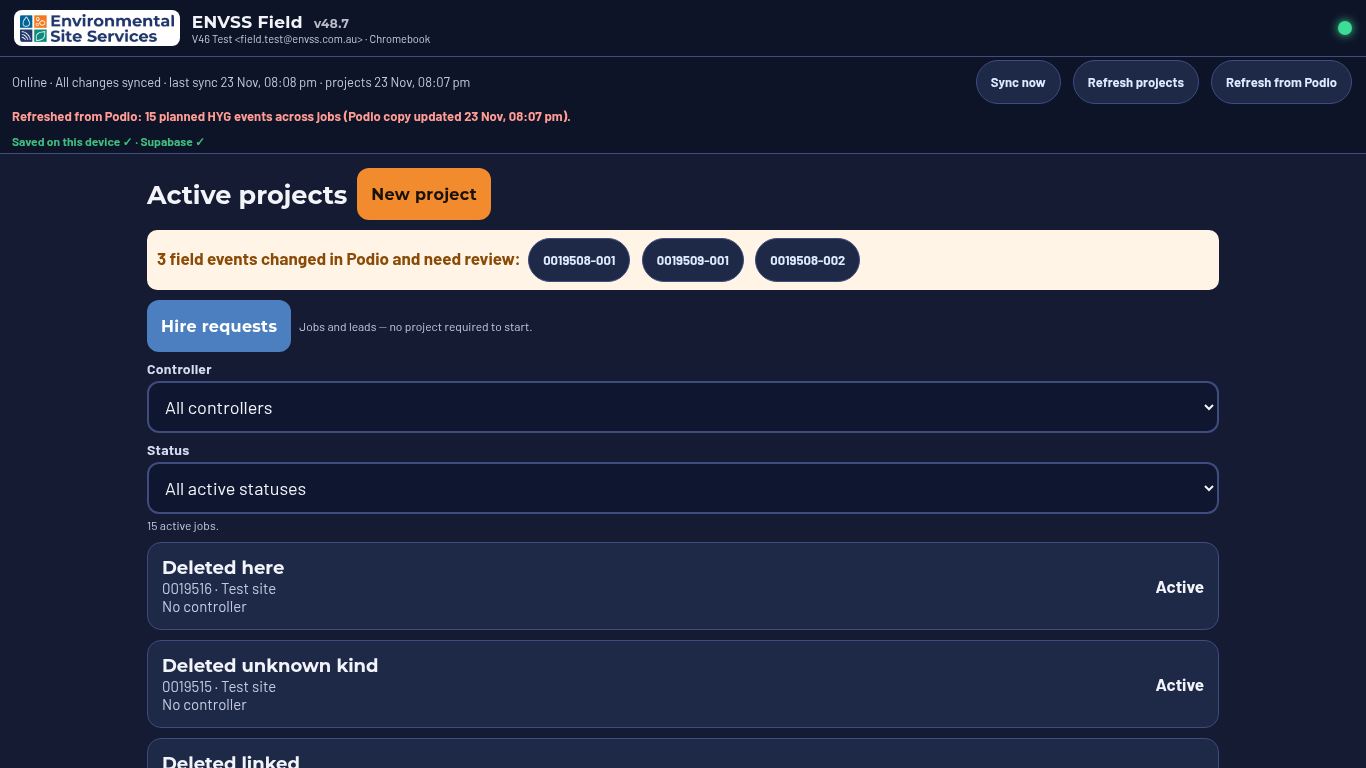 Environmental
Site Services
ENVSS Field v48.7
V46 Test <field.test@envss.com.au> · Chromebook
Online · All changes synced · last sync 23 Nov, 08:08 pm · projects 23 Nov, 08:07 pm
Sync now
Refresh projects
Refresh from Podio
Refreshed from Podio: 15 planned HYG events across jobs (Podio copy updated 23 Nov, 08:07 pm).
Saved on this device ✓ · Supabase ✓
Active projects
New project
3 field events changed in Podio and need review:
0019508-001
0019509-001
0019508-002
Hire requests
Jobs and leads — no project required to start.
Controller
All controllers
Status
All active statuses
15 active jobs.
Deleted here
0019516 · Test site
No controller
Active
Deleted unknown kind
0019515 · Test site
No controller
Active
Deleted linked